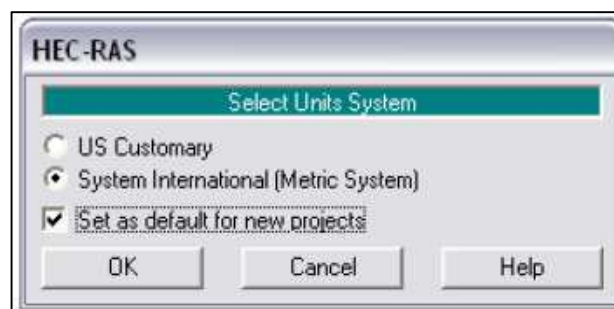 HEC-RAS
Select Units System
US Customary
System International (Metric System)
Set as default for new projects
OK Cancel Help